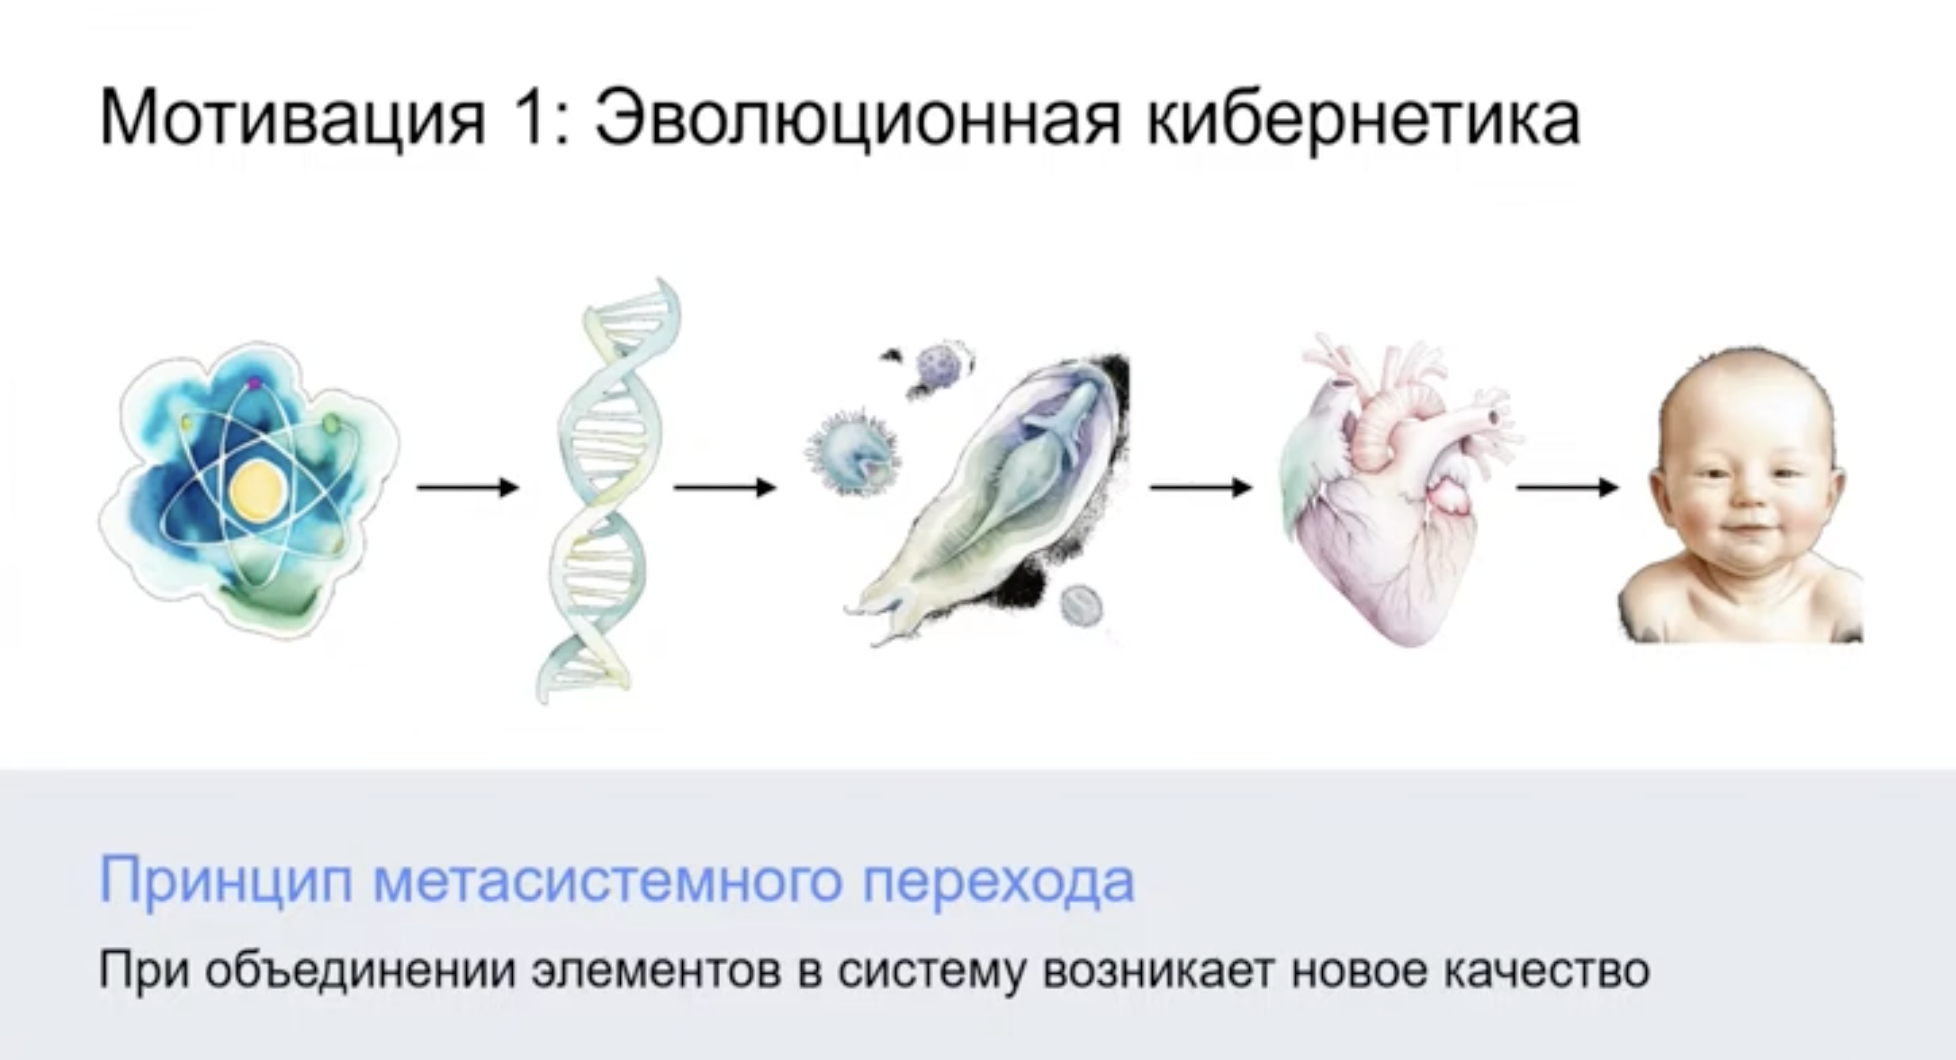 Мотивация 1: Эволюционная кибернетика
Принцип метасистемного перехода
При объединении элементов в систему возникает новое качество